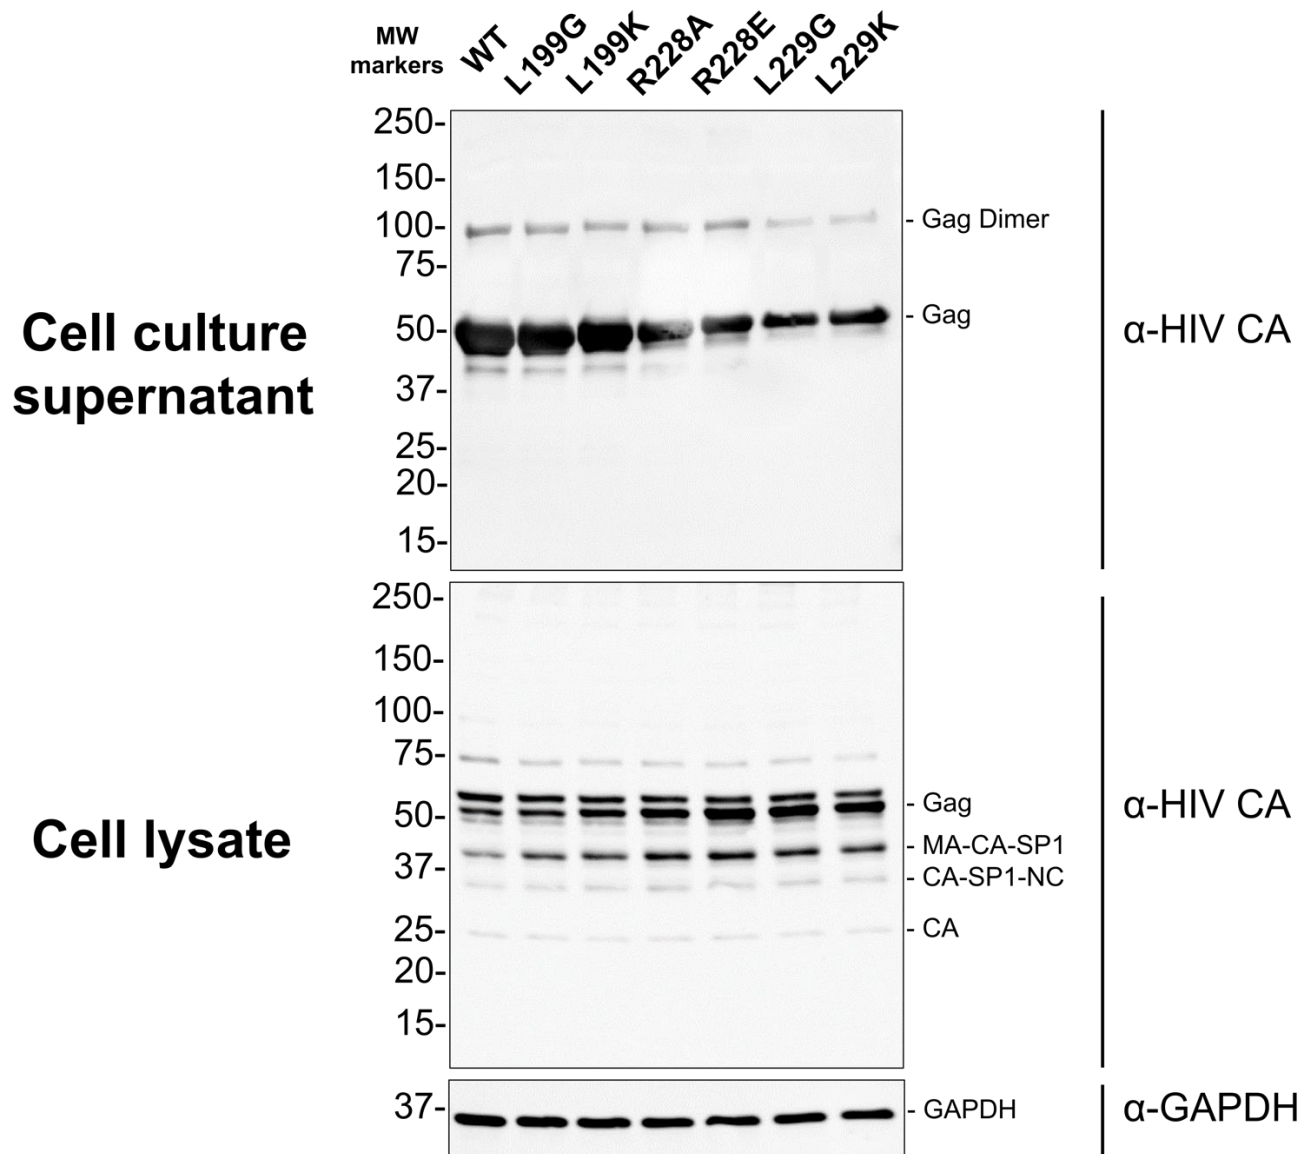 MW
markers
WT
L199G
L199K
R228A
R228E
L229G
L229K
250-
150-
100-
75-
50-
37-
25-
20-
15-
- Gag Dimer
- Gag
Cell culture
supernatant
α-HIV CA
250-
150-
100-
75-
50-
37-
25-
20-
15-
- Gag
- MA-CA-SP1
- CA-SP1-NC
- CA
Cell lysate
α-HIV CA
37-
- GAPDH
α-GAPDH